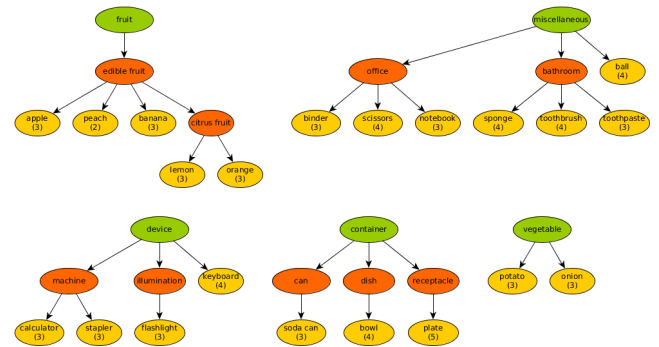 fruit
miscellaneous
edible fruit
office
bathroom
ball
(4)
apple
(3)
peach
(2)
banana
(3)
citrus fruit
binder
(3)
scissors
(4)
notebook
(3)
sponge
(4)
toothbrush
(4)
toothpaste
(3)
lemon
(3)
orange
(3)
device
container
vegetable
machine
illumination
keyboard
(4)
can
dish
receptacle
potato
(3)
onion
(3)
calculator
(3)
stapler
(3)
flashlight
(3)
soda can
(3)
bowl
(4)
plate
(5)